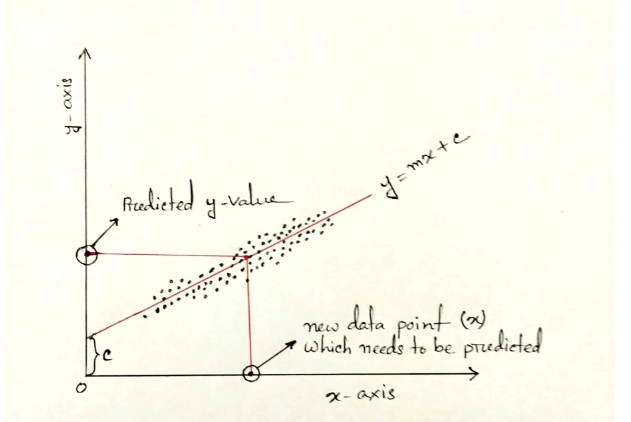 y-axis
y = mx + c
Predicted y-value
new data point (x)
which needs to be predicted
c
0
x-axis